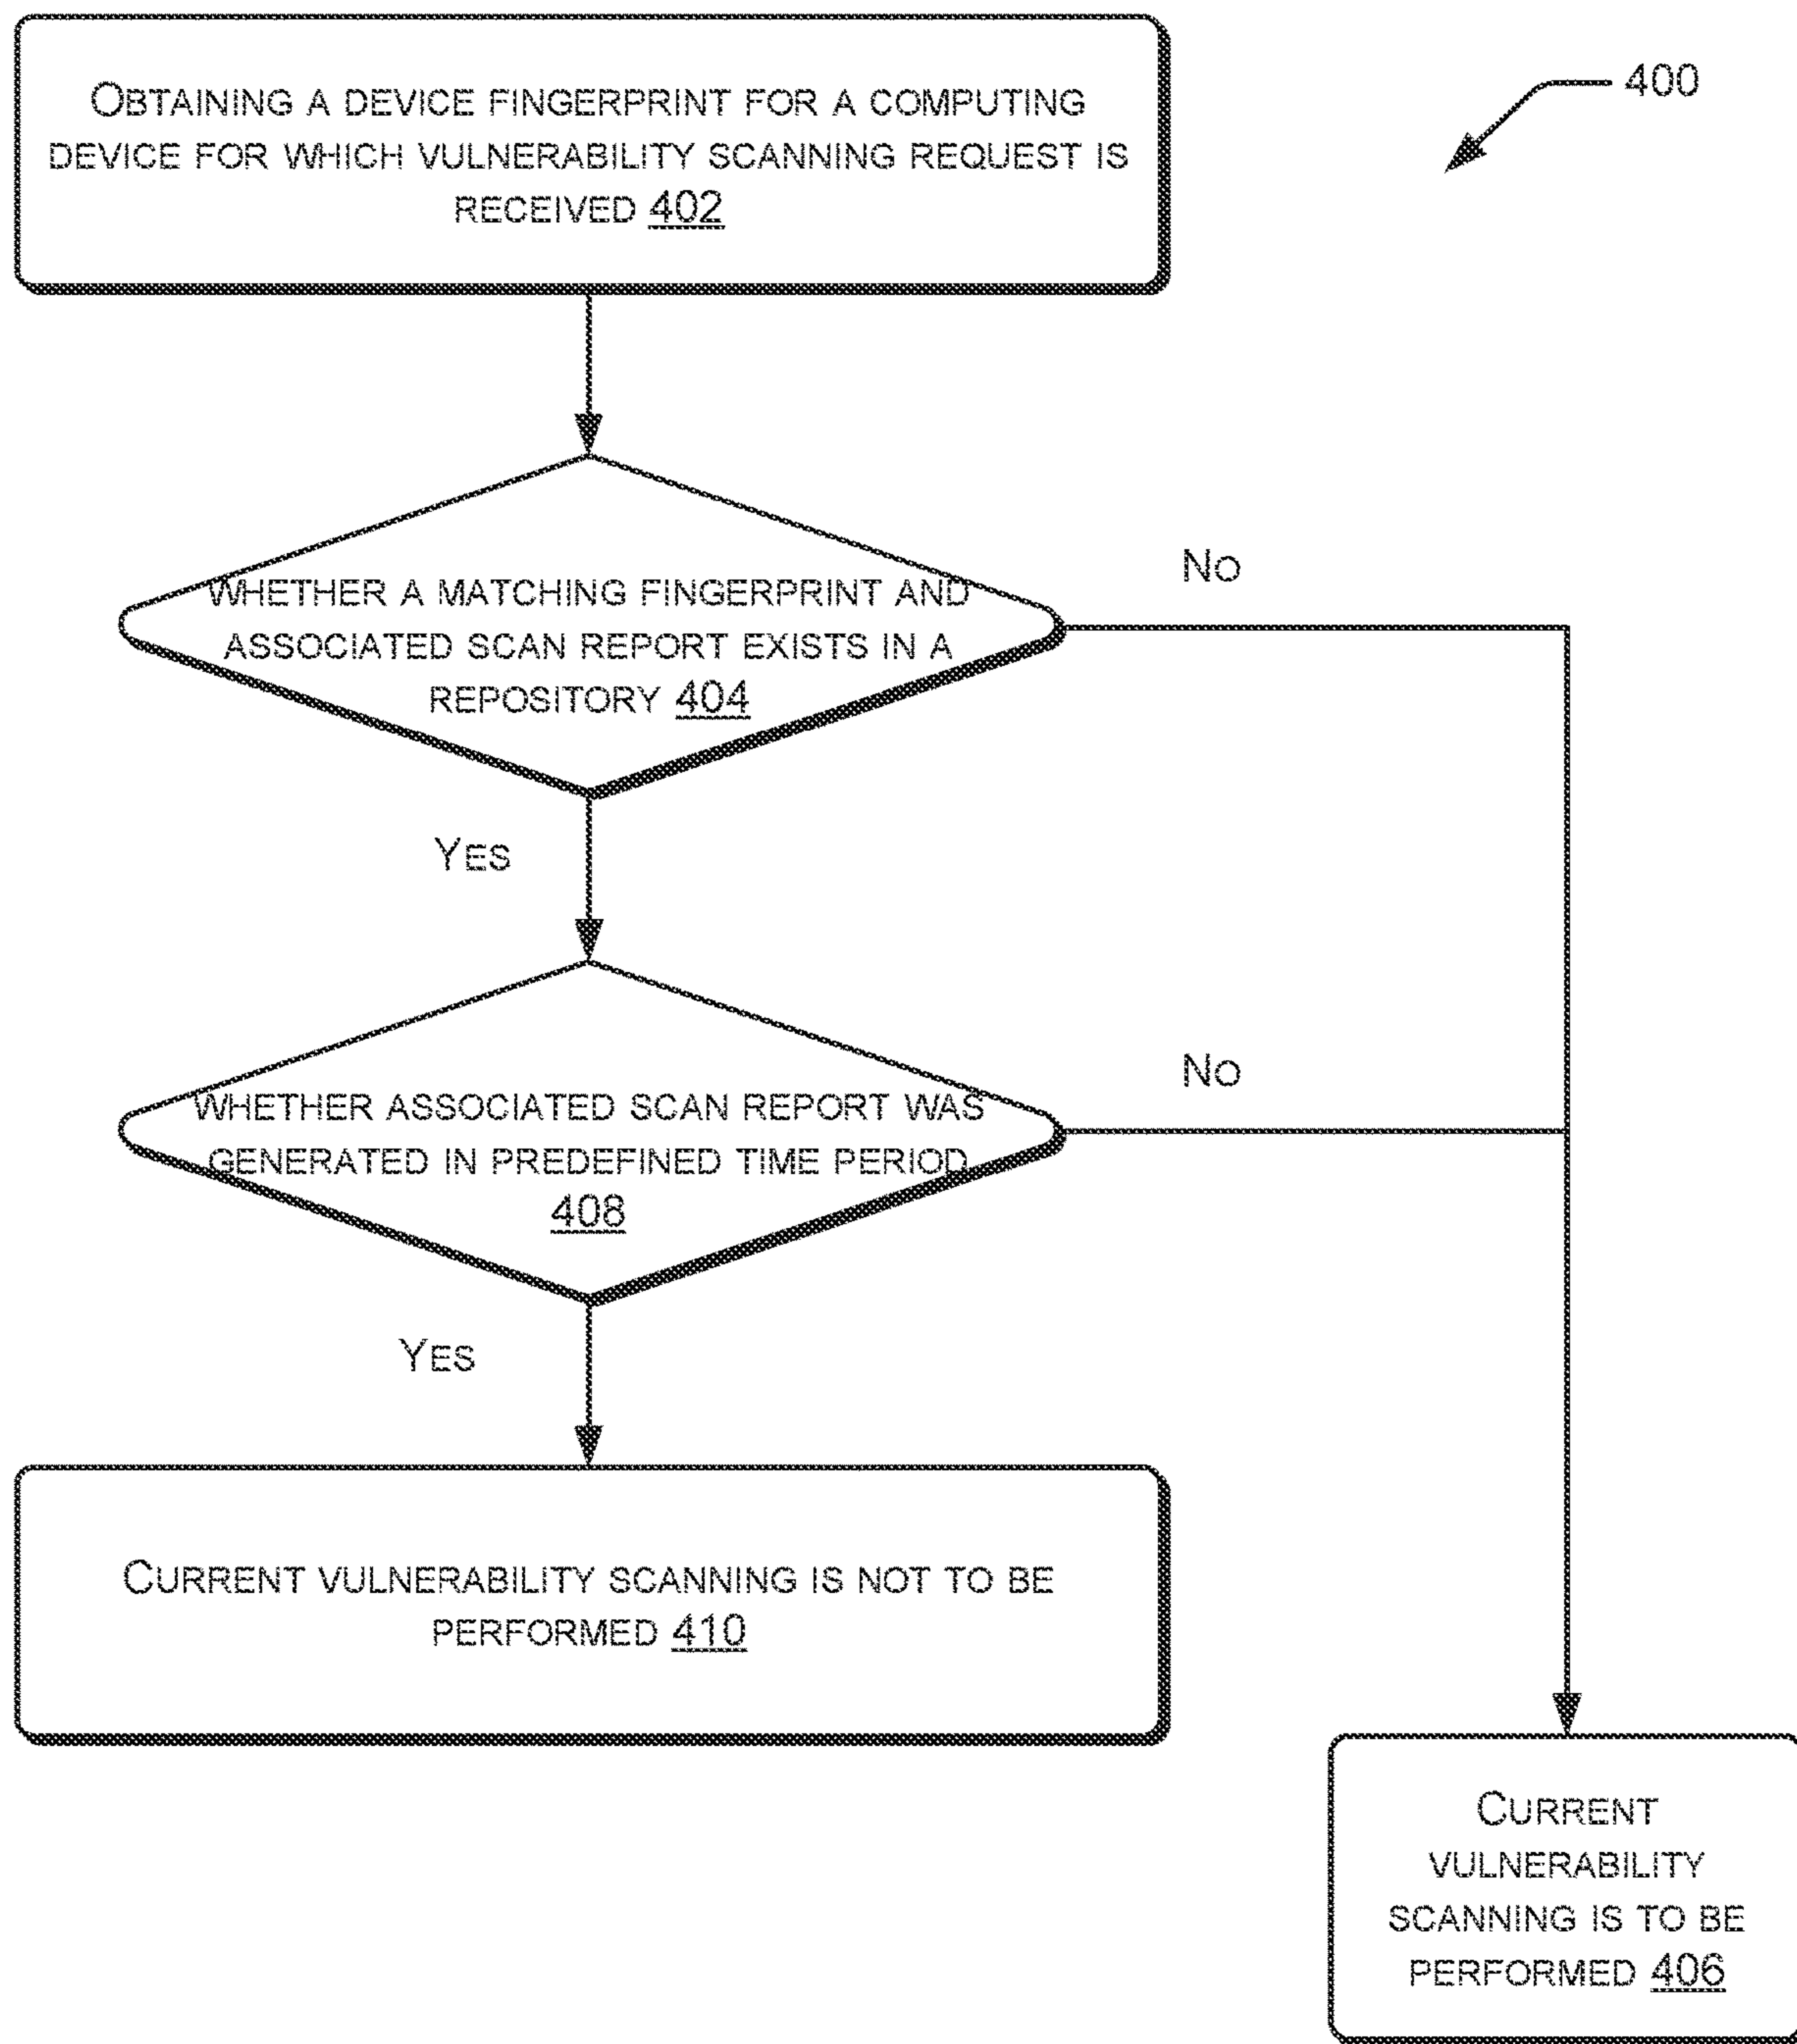 OBTAINING A DEVICE FINGERPRINT FOR A COMPUTING
DEVICE FOR WHICH VULNERABILITY SCANNING REQUEST IS
RECEIVED 402
400
WHETHER A MATCHING FINGERPRINT AND
ASSOCIATED SCAN REPORT EXISTS IN A
REPOSITORY 404
NO
YES
WHETHER ASSOCIATED SCAN REPORT WAS
GENERATED IN PREDEFINED TIME PERIOD
408
NO
YES
CURRENT VULNERABILITY SCANNING IS NOT TO BE
PERFORMED 410
CURRENT
VULNERABILITY
SCANNING IS TO BE
PERFORMED 406